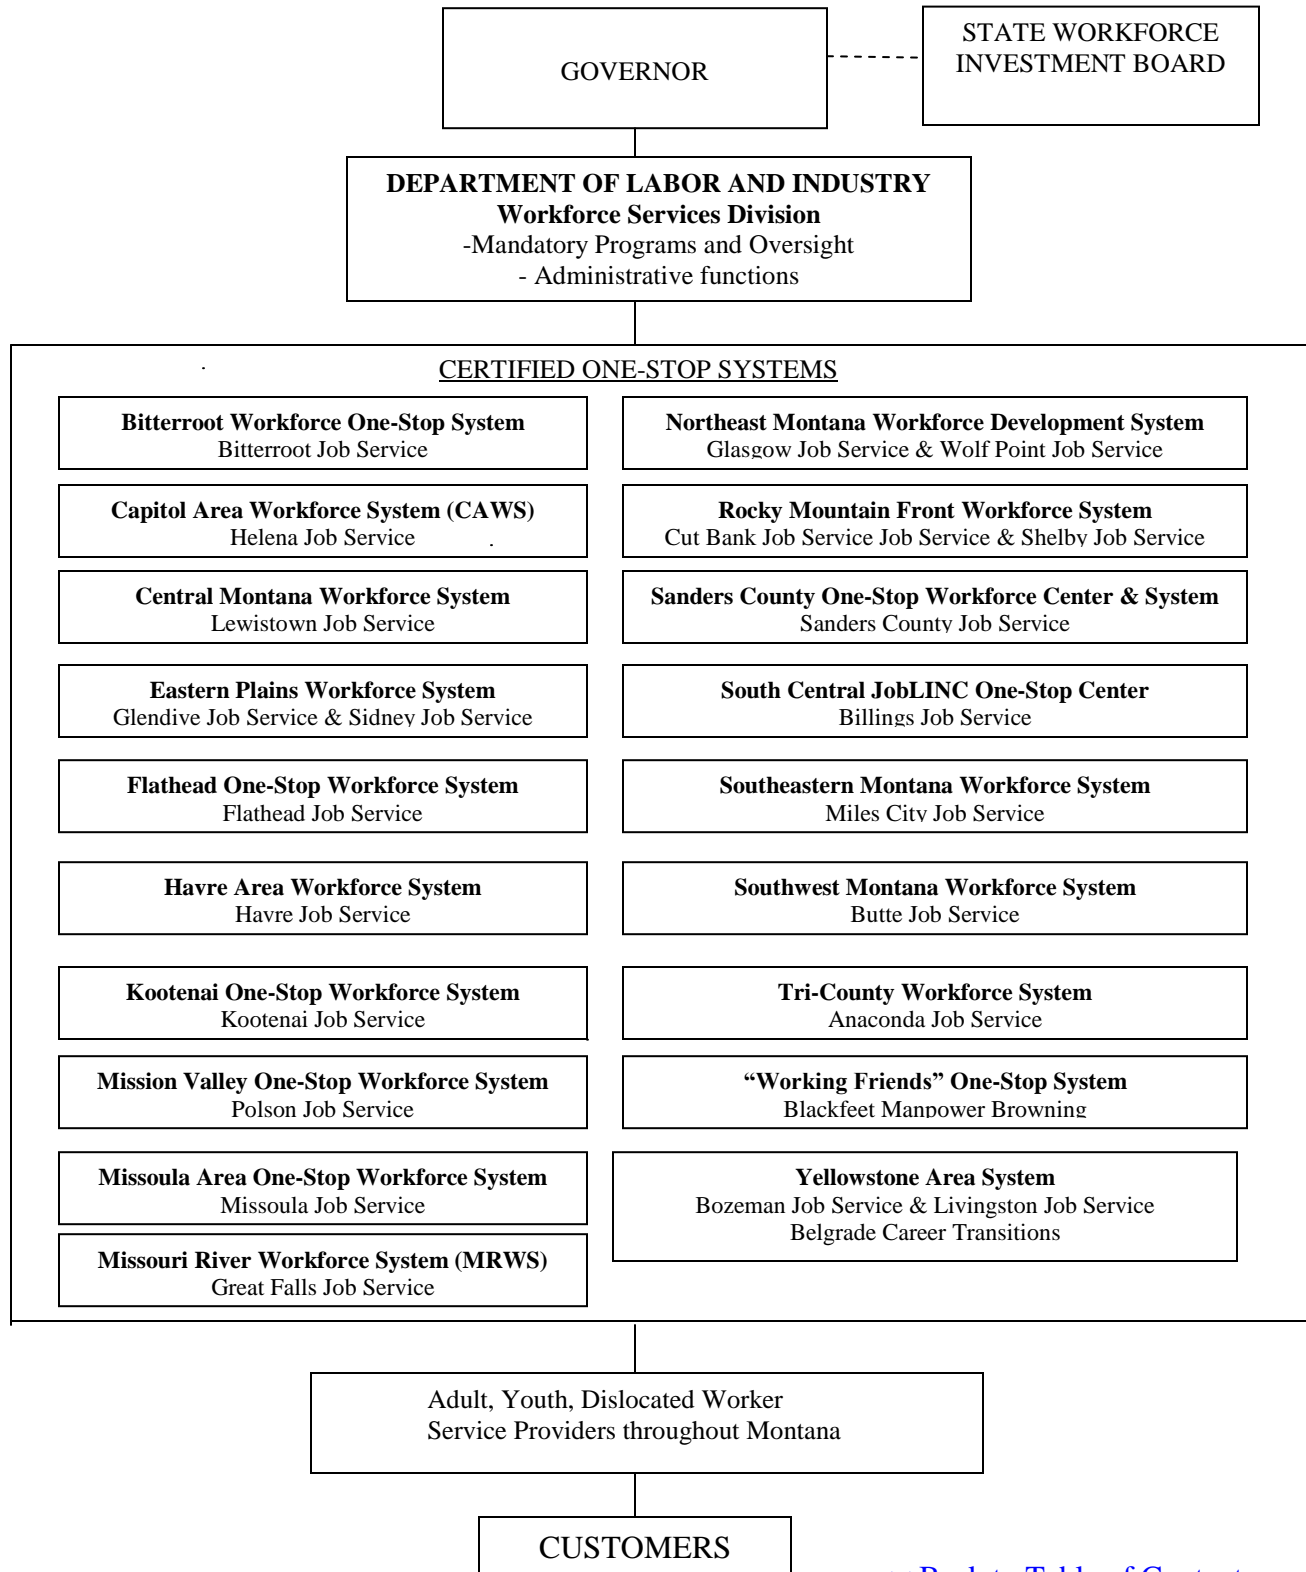 GOVERNOR
STATE WORKFORCE
INVESTMENT BOARD
DEPARTMENT OF LABOR AND INDUSTRY
Workforce Services Division
-Mandatory Programs and Oversight
- Administrative functions
CERTIFIED ONE-STOP SYSTEMS
Bitterroot Workforce One-Stop System
Bitterroot Job Service
Capitol Area Workforce System (CAWS)
Helena Job Service
Central Montana Workforce System
Lewistown Job Service
Eastern Plains Workforce System
Glendive Job Service & Sidney Job Service
Flathead One-Stop Workforce System
Flathead Job Service
Havre Area Workforce System
Havre Job Service
Kootenai One-Stop Workforce System
Kootenai Job Service
Mission Valley One-Stop Workforce System
Polson Job Service
Missoula Area One-Stop Workforce System
Missoula Job Service
Missouri River Workforce System (MRWS)
Great Falls Job Service
Northeast Montana Workforce Development System
Glasgow Job Service & Wolf Point Job Service
Rocky Mountain Front Workforce System
Cut Bank Job Service Job Service & Shelby Job Service
Sanders County One-Stop Workforce Center & System
Sanders County Job Service
South Central JobLINC One-Stop Center
Billings Job Service
Southeastern Montana Workforce System
Miles City Job Service
Southwest Montana Workforce System
Butte Job Service
Tri-County Workforce System
Anaconda Job Service
“Working Friends” One-Stop System
Blackfeet Manpower Browning
Yellowstone Area System
Bozeman Job Service & Livingston Job Service
Belgrade Career Transitions
Adult, Youth, Dislocated Worker
Service Providers throughout Montana
CUSTOMERS
Back to Table of Content